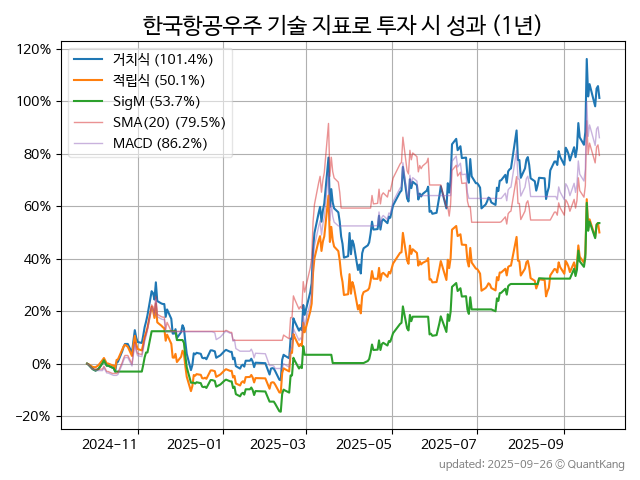 한국항공우주 기술 지표로 투자 시 성과 (1년)
거치식 (101.4%)
적립식 (50.1%)
SigM (53.7%)
SMA(20) (79.5%)
MACD (86.2%)
120%
100%
80%
60%
40%
20%
0%
−20%
2024-11 2025-01 2025-03 2025-05 2025-07 2025-09
updated: 2025-09-26 © QuantKang